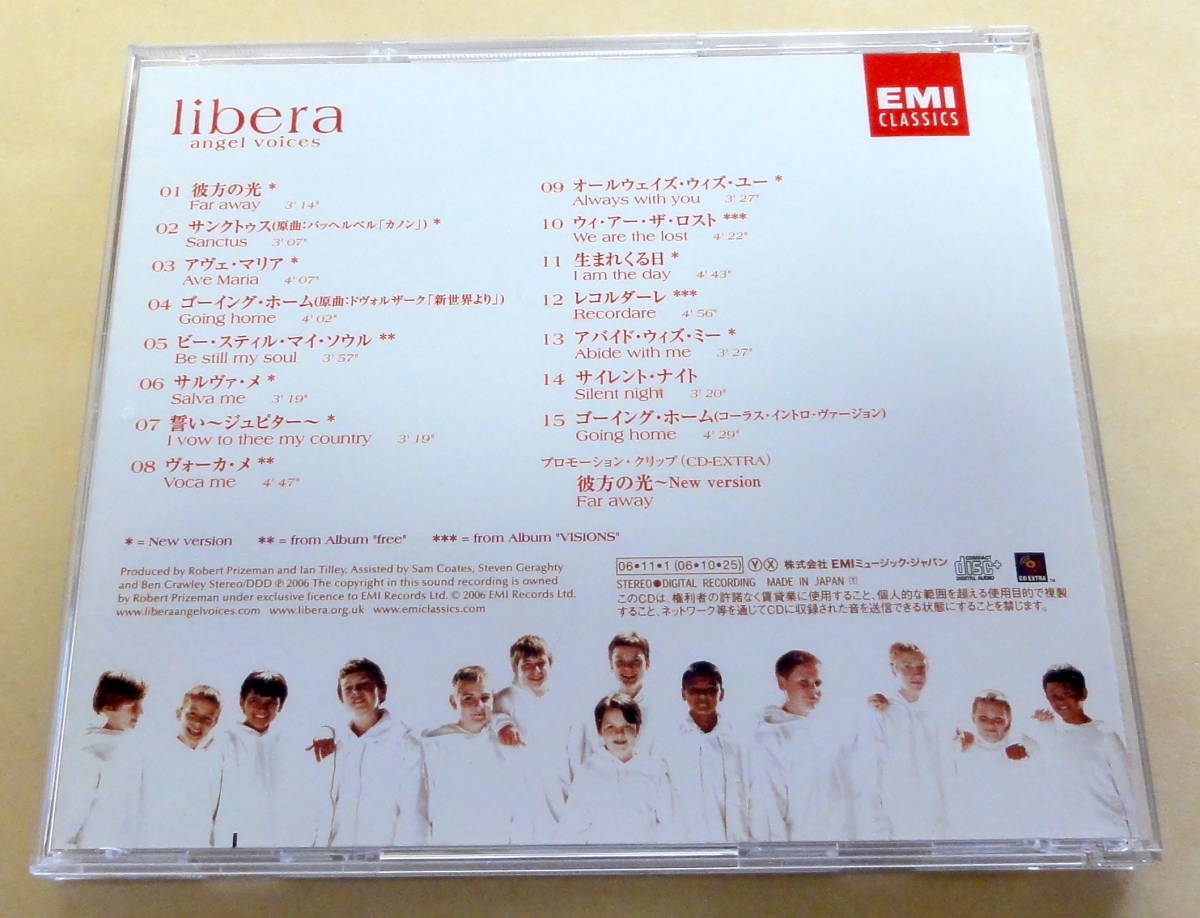 libera
angel voices
EMI
CLASSICS
01 彼方の光 *
Far away 3'14"
02 サンクトゥス(原曲:パッヘルベル「カノン」) *
Sanctus 3'07"
03 アヴェ・マリア *
Ave Maria 4'07"
04 ゴーイング・ホーム(原曲:ドヴォルザーク「新世界より」)
Going home 4'02"
05 ビー・スティル・マイ・ソウル **
Be still my soul 3'57"
06 サルヴァ・メ *
Salva me 3'19"
07 誓い〜ジュピター〜 *
I vow to thee my country 3'19"
08 ヴォーカ・メ **
Voca me 4'47"
09 オールウェイズ・ウィズ・ユー *
Always with you 3'27"
10 ウィ・アー・ザ・ロスト ***
We are the lost 4'22"
11 生まれくる日 *
I am the day 4'43"
12 レコルダーレ ***
Recordare 4'56"
13 アバイド・ウィズ・ミー *
Abide with me 3'27"
14 サイレント・ナイト
Silent night 3'20"
15 ゴーイング・ホーム(コーラス・イントロ・ヴァージョン)
Going home 4'29"
プロモーション・クリップ(CD-EXTRA)
彼方の光〜New version
Far away
* = New version ** = from Album "free" *** = from Album "VISIONS"
Produced by Robert Prizeman and Ian Tilley. Assisted by Sam Coates, Steven Geraghty
and Ben Crawley Stereo/DDD ℗ 2006 The copyright in this sound recording is owned
by Robert Prizeman under exclusive licence to EMI Records Ltd. © 2006 EMI Records Ltd.
www.liberaangelvoices.com www.libera.org.uk www.emiclassics.com
06・11・1 (06・10・25) Ⓨ Ⓧ 株式会社 EMIミュージック・ジャパン
COMPACT disc+ DIGITAL AUDIO
CD EXTRA ™
STEREO●DIGITAL RECORDING MADE IN JAPAN 1
このCDは、権利者の許諾なく賃貸業に使用すること、個人的な範囲を超える使用目的で複製
すること、ネットワーク等を通じてCDに収録された音を送信できる状態にすることを禁じます。